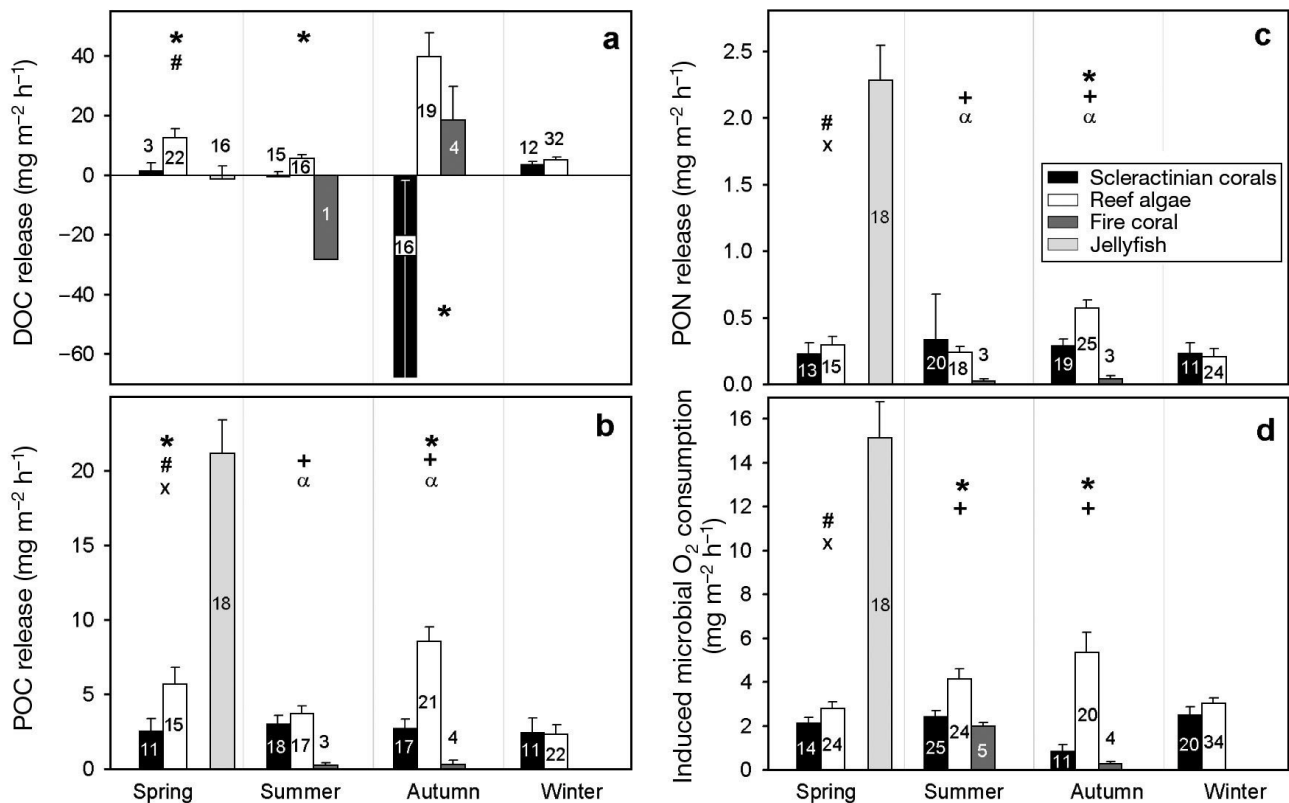 a
DOC release (mg m⁻² h⁻¹)
40
20
0
−20
−40
−60
* # *
3 22 16 15 16 1 16 19 4 12 32
*
b
POC release (mg m⁻² h⁻¹)
20
15
10
5
0
* # x + α * + α
11 15 18 18 17 3 17 21 4 11 22
Spring Summer Autumn Winter
c
PON release (mg m⁻² h⁻¹)
2.5
2.0
1.5
1.0
0.5
0.0
# x + α * + α
Scleractinian corals
Reef algae
Fire coral
Jellyfish
13 15 18 20 18 3 19 25 3 11 24
d
Induced microbial O₂ consumption
(mg m⁻² h⁻¹)
16
14
12
10
8
6
4
2
0
# x * + * +
14 24 18 25 24 5 11 20 4 20 34
Spring Summer Autumn Winter